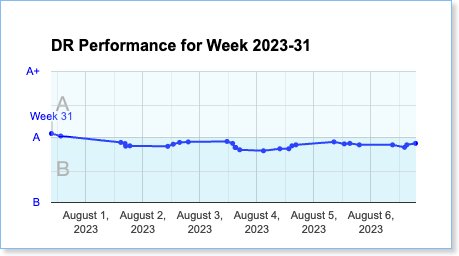 DR Performance for Week 2023-31
A+
A
Week 31
A
B
B
August 1, 2023
August 2, 2023
August 3, 2023
August 4, 2023
August 5, 2023
August 6, 2023